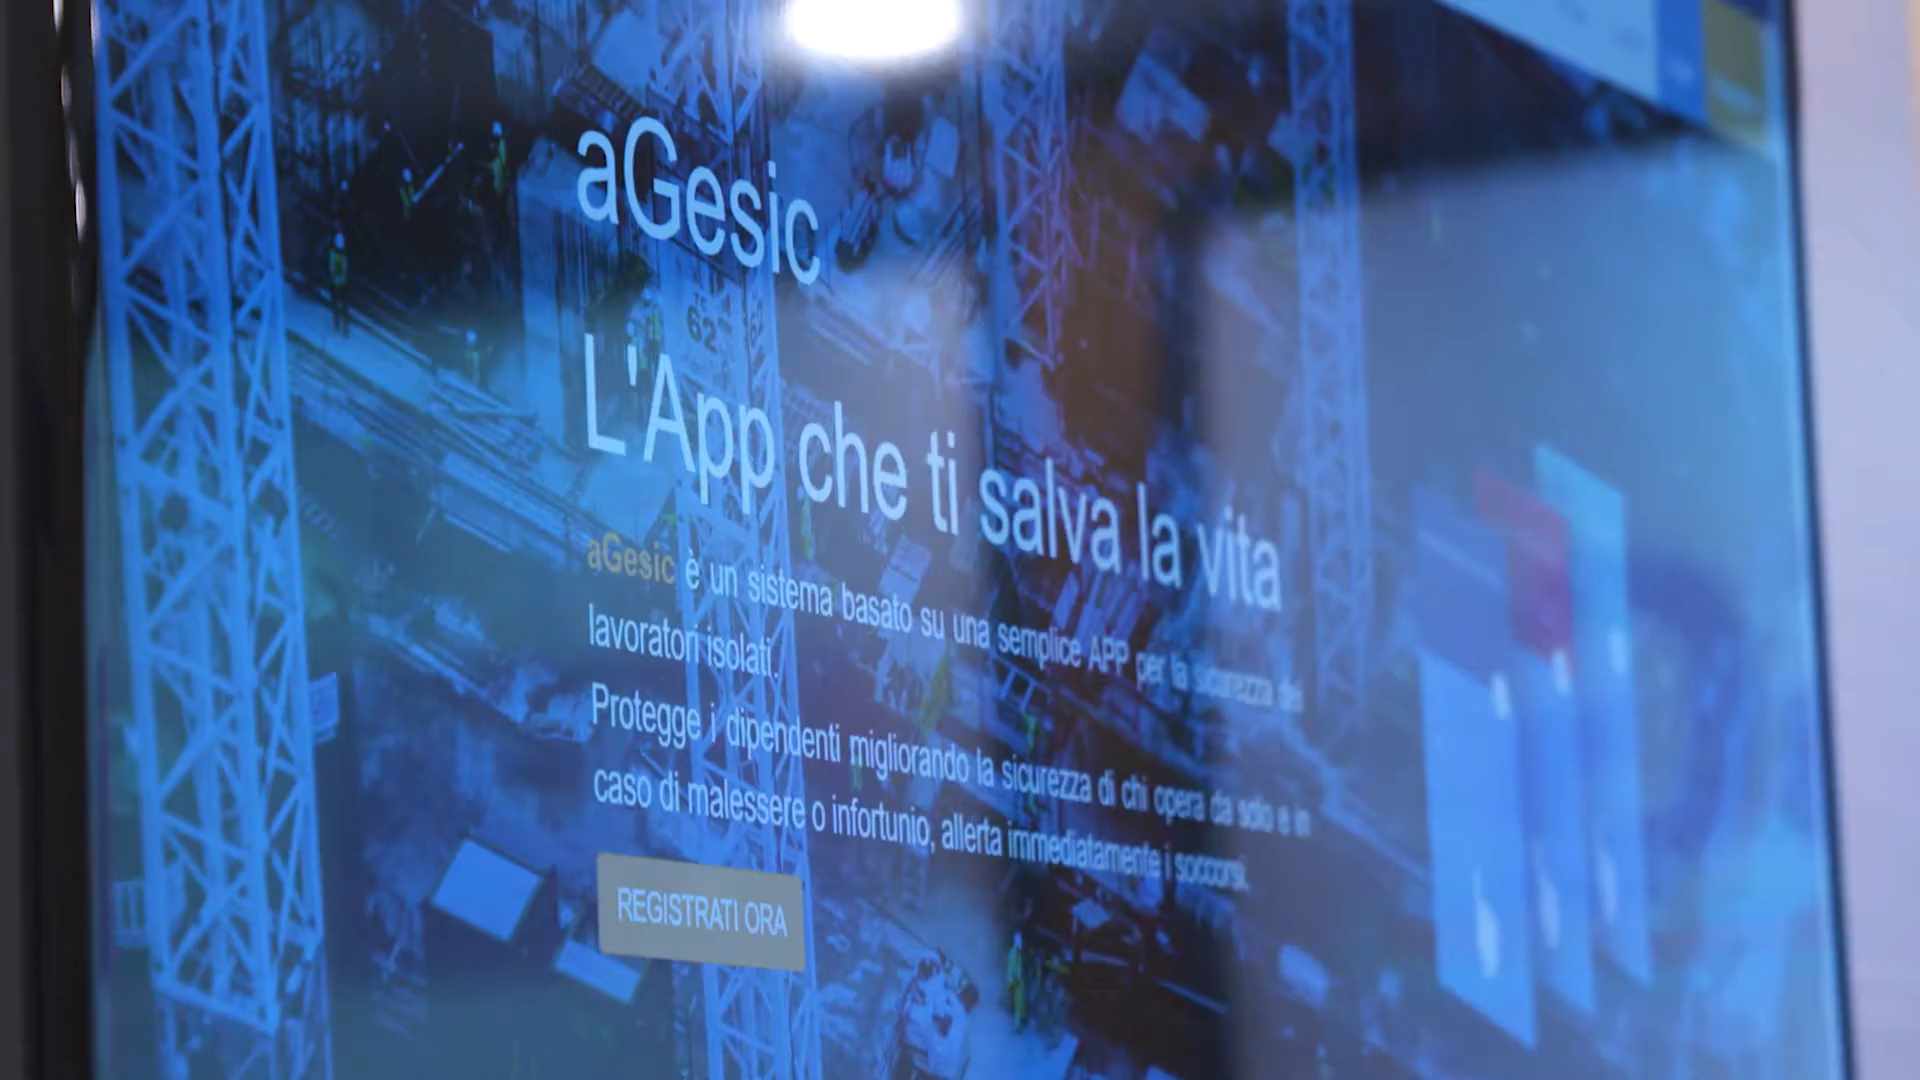 aGesic
62
L'App che ti salva la vita
aGesic è un sistema basato su una semplice APP per la sicurezza dei
lavoratori isolati.
Protegge i dipendenti migliorando la sicurezza di chi opera da solo e in
caso di malessere o infortunio, allerta immediatamente i soccorsi.
REGISTRATI ORA